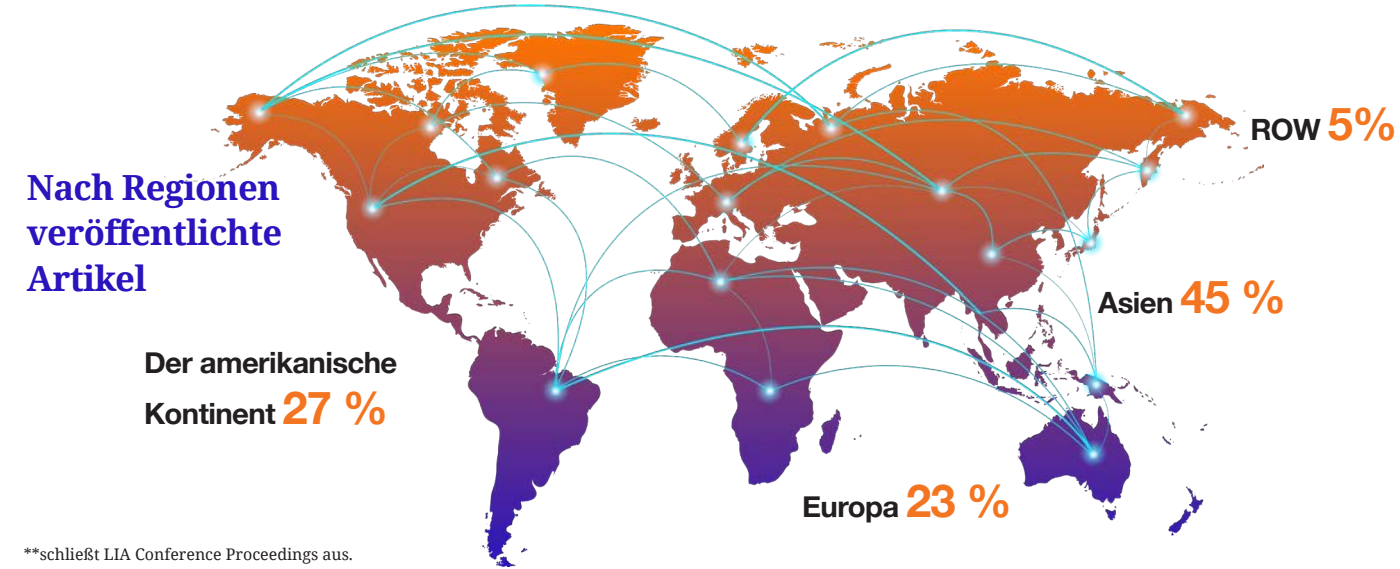 Nach Regionen
veröffentlichte
Artikel
ROW 5%
Asien 45 %
Der amerikanische
Kontinent 27 %
Europa 23 %
**schließt LIA Conference Proceedings aus.